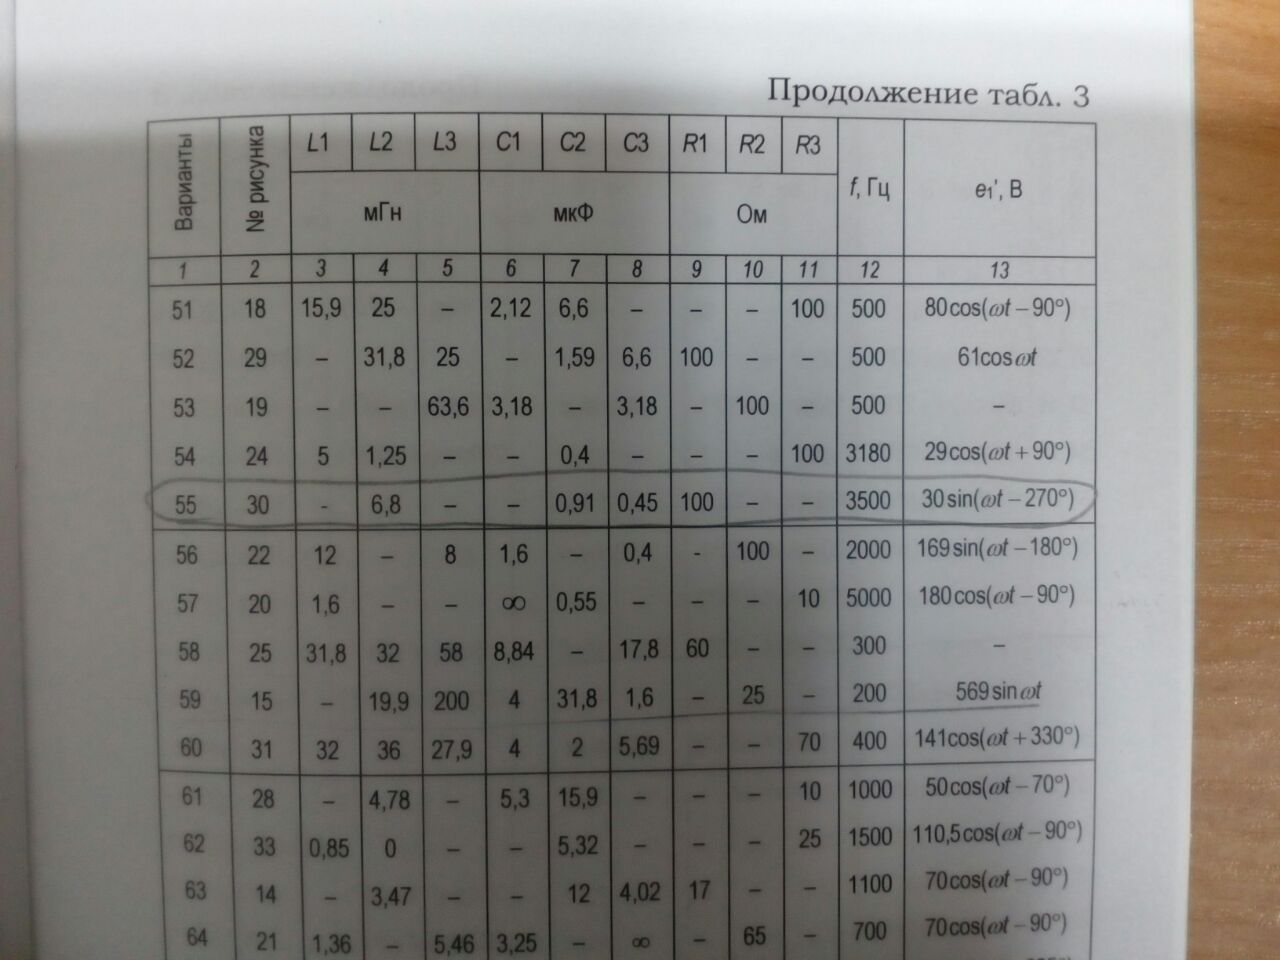 Продолжение табл. 3
Варианты № рисунка L1 L2 L3 C1 C2 C3 R1 R2 R3 f, Гц e1', В
мГн мкФ Ом
1 2 3 4 5 6 7 8 9 10 11 12 13
51 18 15,9 25 – 2,12 6,6 – – – 100 500 80cos(ωt – 90°)
52 29 – 31,8 25 – 1,59 6,6 100 – – 500 61cosωt
53 19 – – 63,6 3,18 – 3,18 – 100 – 500 –
54 24 5 1,25 – – 0,4 – – – 100 3180 29cos(ωt + 90°)
55 30 - 6,8 – – 0,91 0,45 100 – – 3500 30sin(ωt – 270°)
56 22 12 – 8 1,6 – 0,4 - 100 – 2000 169sin(ωt – 180°)
57 20 1,6 – – ∞ 0,55 – – – 10 5000 180cos(ωt – 90°)
58 25 31,8 32 58 8,84 – 17,8 60 – – 300 –
59 15 – 19,9 200 4 31,8 1,6 – 25 – 200 569sinωt
60 31 32 36 27,9 4 2 5,69 – – 70 400 141cos(ωt + 330°)
61 28 – 4,78 – 5,3 15,9 – – – 10 1000 50cos(ωt – 70°)
62 33 0,85 0 – – 5,32 – – – 25 1500 110,5cos(ωt – 90°)
63 14 – 3,47 – – 12 4,02 17 – – 1100 70cos(ωt – 90°)
64 21 1,36 – 5,46 3,25 – ∞ – 65 – 700 70cos(ωt – 90°)